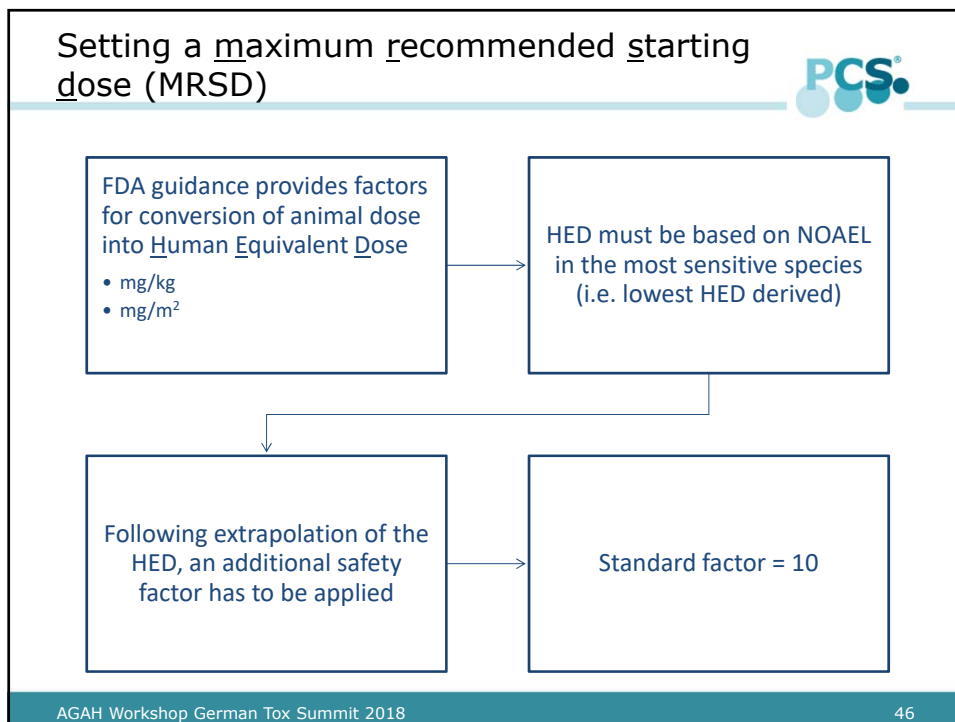 Setting a maximum recommended starting
dose (MRSD)
PCS®
FDA guidance provides factors
for conversion of animal dose
into Human Equivalent Dose
• mg/kg
• mg/m²
HED must be based on NOAEL
in the most sensitive species
(i.e. lowest HED derived)
Following extrapolation of the
HED, an additional safety
factor has to be applied
Standard factor = 10
AGAH Workshop German Tox Summit 2018
46